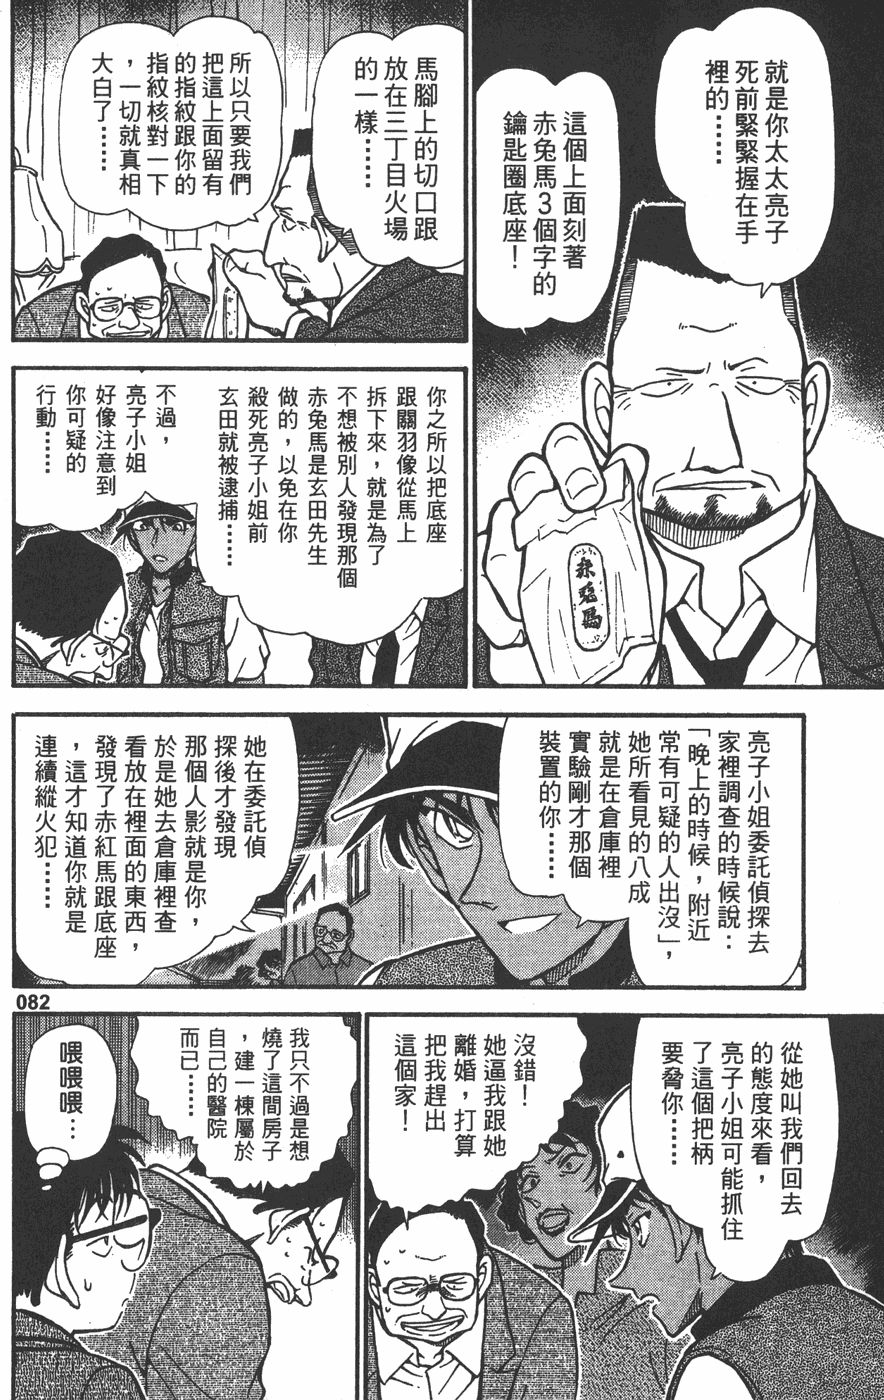 就是你太太亮子
死前緊緊握在手
裡的……
這個上面刻著
赤兔馬3個字的
鑰匙圈底座！
赤兔馬
馬腳上的切口跟
放在三丁目火場
的一樣……
所以只要我們
把這上面留有
的指紋跟你的
指紋核對一下
，一切就真相
大白了……
你之所以把底座
跟關羽像從馬上
拆下來，就是為了
不想被別人發現那個
赤兔馬是玄田先生
做的，以免在你
殺死亮子小姐前
玄田就被逮捕……
不過，
亮子小姐
好像注意到
你可疑的
行動……
亮子小姐委託偵探去
家裡調查的時候說：
「晚上的時候，附近
常有可疑的人出沒」，
她所看見的八成
就是在倉庫裡
實驗剛才那個
裝置的你……
她在委託偵
探後才發現
那個人影就是你，
於是她去倉庫裡查
看放在裡面的東西，
發現了赤紅馬跟底座
，這才知道你就是
連續縱火犯……
082
從她叫我們回去
的態度來看，
亮子小姐可能抓住
了這個把柄
要脅你……
沒錯！
她逼我跟她
離婚，打算
把我趕出
這個家！
我只不過是想
燒了這間房子
，建一棟屬於
自己的醫院
而已……
喂喂喂…